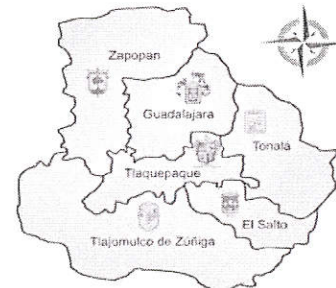 Zapopan
Guadalajara
Tonalá
Tlaquepaque
El Salto
Tlajomulco de Zúñiga